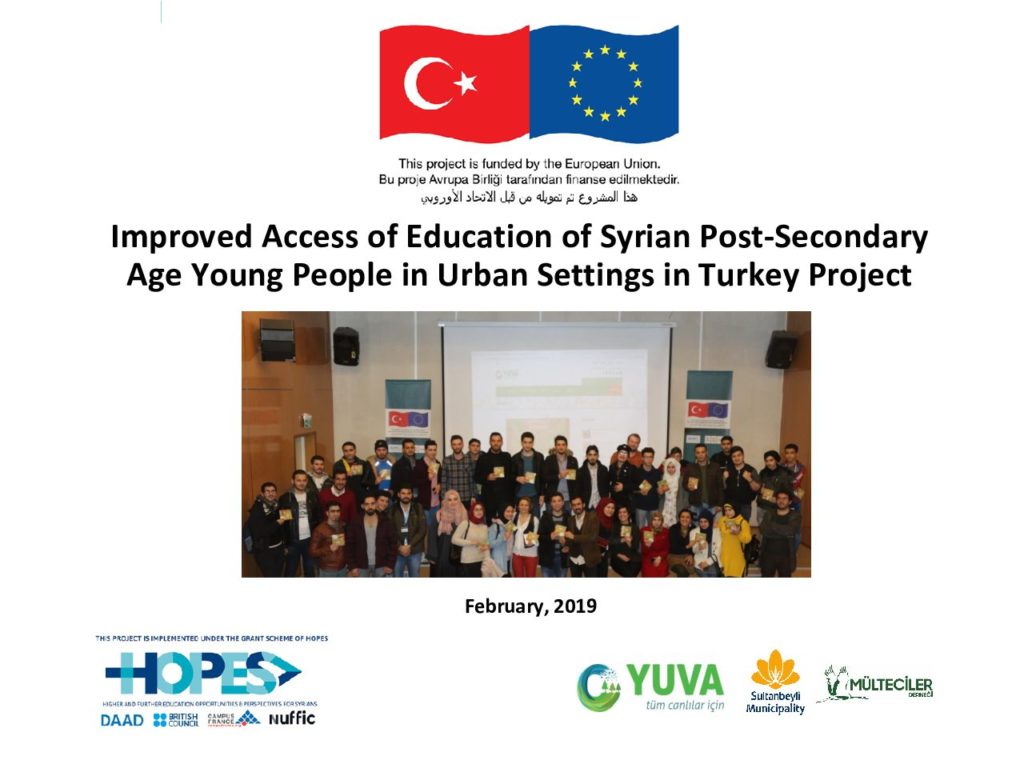 This project is funded by the European Union.
Bu proje Avrupa Birliği tarafından finanse edilmektedir.
هذا المشروع تم تمويله من قبل الاتحاد الأوروبي
Improved Access of Education of Syrian Post-Secondary
Age Young People in Urban Settings in Turkey Project
YUVA
February, 2019
THIS PROJECT IS IMPLEMENTED UNDER THE GRANT SCHEME OF HOPES
HOPES
HIGHER AND FURTHER EDUCATION OPPORTUNITIES & PERSPECTIVES FOR SYRIANS
DAAD
BRITISH
COUNCIL
CAMPUS
FRANCE
nuffic
YUVA
tüm canlılar için
Sultanbeyli
Municipality
MÜLTECİLER
DERNEĞİ